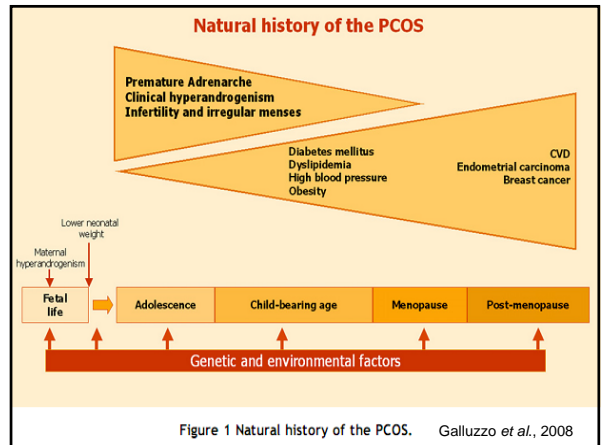 Natural history of the PCOS
Premature Adrenarche
Clinical hyperandrogenism
Infertility and irregular menses
Diabetes mellitus
Dyslipidemia
High blood pressure
Obesity
CVD
Endometrial carcinoma
Breast cancer
Lower neonatal
weight
Maternal
hyperandrogenism
Fetal
life
Adolescence
Child-bearing age
Menopause
Post-menopause
Genetic and environmental factors
Figure 1 Natural history of the PCOS.
Galluzzo et al., 2008